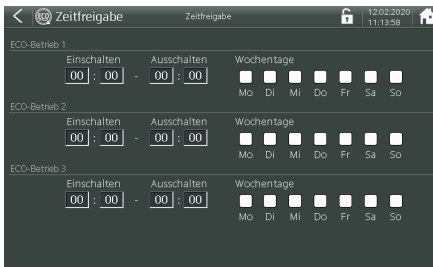 ECO Zeitfreigabe Zeitfreigabe 12.02.2020
11:13:58
ECO-Betrieb 1
Einschalten Ausschalten Wochentage
00 : 00 - 00 : 00
Mo Di Mi Do Fr Sa So
ECO-Betrieb 2
Einschalten Ausschalten Wochentage
00 : 00 - 00 : 00
Mo Di Mi Do Fr Sa So
ECO-Betrieb 3
Einschalten Ausschalten Wochentage
00 : 00 - 00 : 00
Mo Di Mi Do Fr Sa So